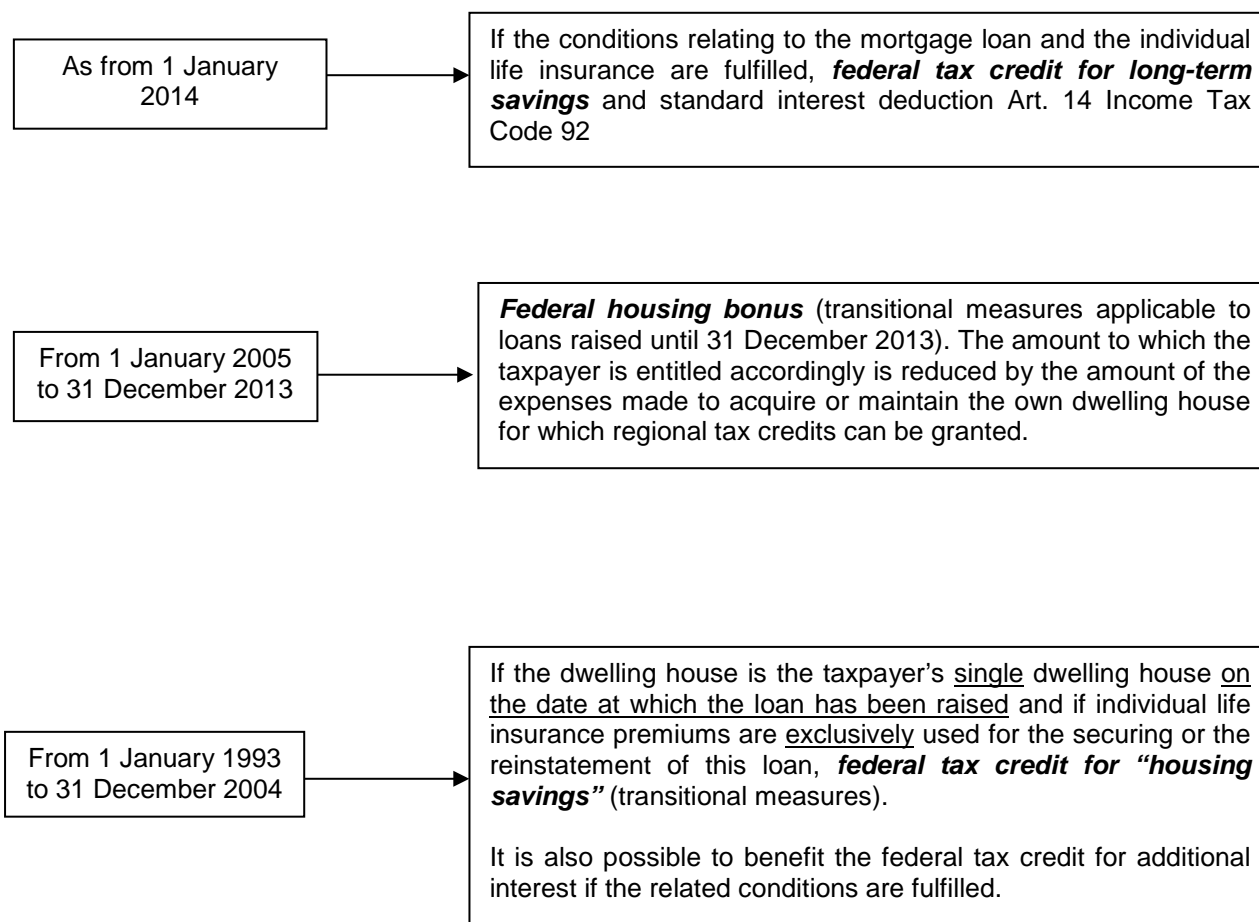 As from 1 January
2014
If the conditions relating to the mortgage loan and the individual
life insurance are fulfilled, federal tax credit for long-term
savings and standard interest deduction Art. 14 Income Tax
Code 92
From 1 January 2005
to 31 December 2013
Federal housing bonus (transitional measures applicable to
loans raised until 31 December 2013). The amount to which the
taxpayer is entitled accordingly is reduced by the amount of the
expenses made to acquire or maintain the own dwelling house
for which regional tax credits can be granted.
From 1 January 1993
to 31 December 2004
If the dwelling house is the taxpayer’s single dwelling house on
the date at which the loan has been raised and if individual life
insurance premiums are exclusively used for the securing or the
reinstatement of this loan, federal tax credit for “housing
savings” (transitional measures).
It is also possible to benefit the federal tax credit for additional
interest if the related conditions are fulfilled.